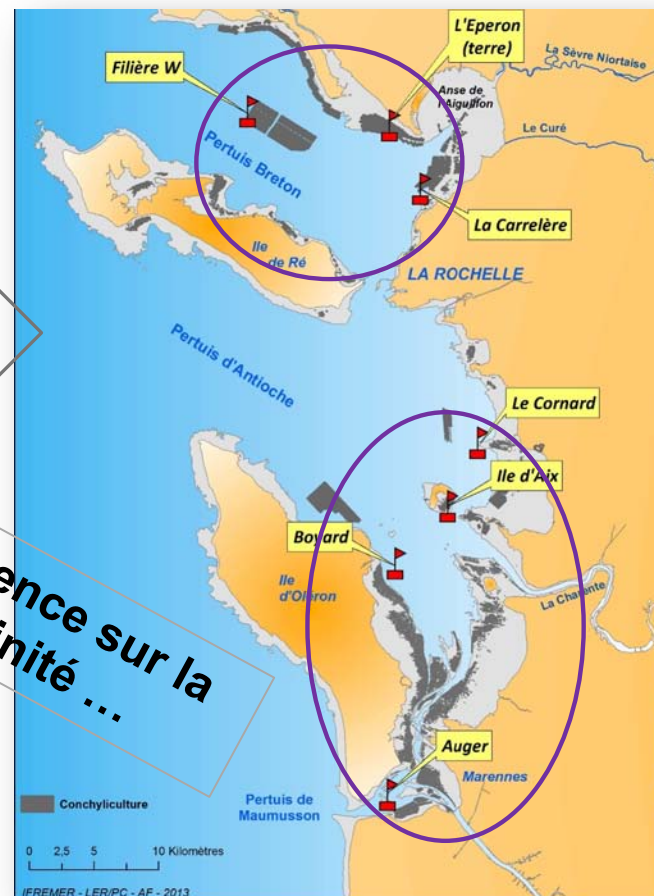 L'Eperon
(terre)
La Sèvre Niortaise
Filière W
Anse de
l'Aiguillon
Le Curé
Pertuis Breton
La Carrelère
Ile
de Ré
LA ROCHELLE
Pertuis d'Antioche
Le Cornard
Ile d'Aix
Boyard
Ile
d'Oléron
La Charente
ence sur la
inité ...
Auger
Marennes
Conchyliculture
Pertuis de
Maumusson
0 2,5 5 10 Kilomètres
IFREMER - LER/PC - AF - 2013